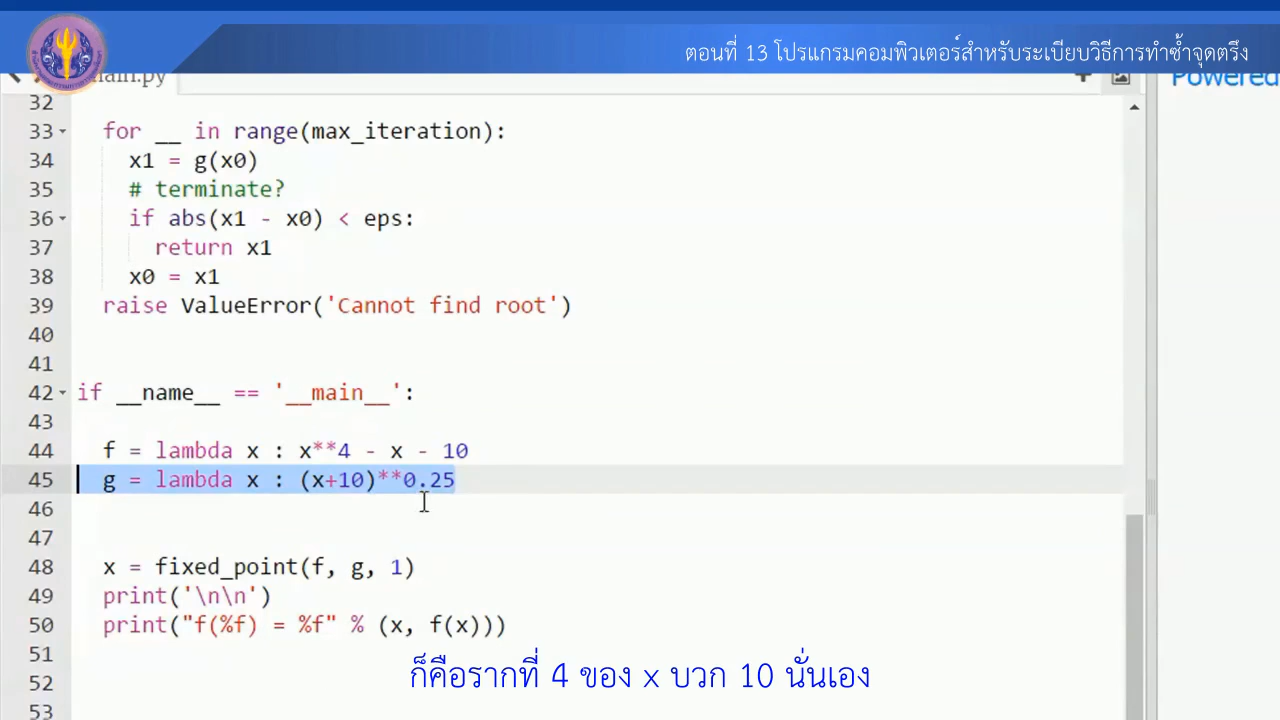 ตอนที่ 13 โปรแกรมคอมพิวเตอร์สำหรับระเบียบวิธีการทำซ้ำจุดตรึง
main.py
+
Powered
32
33 for __ in range(max_iteration):
34 x1 = g(x0)
35 # terminate?
36 if abs(x1 - x0) < eps:
37 return x1
38 x0 = x1
39 raise ValueError('Cannot find root')
40
41
42 if __name__ == '__main__':
43
44 f = lambda x : x**4 - x - 10
45 g = lambda x : (x+10)**0.25
46
47
48 x = fixed_point(f, g, 1)
49 print('\n\n')
50 print("f(%f) = %f" % (x, f(x)))
51
52
53
ก็คือรากที่ 4 ของ x บวก 10 นั่นเอง